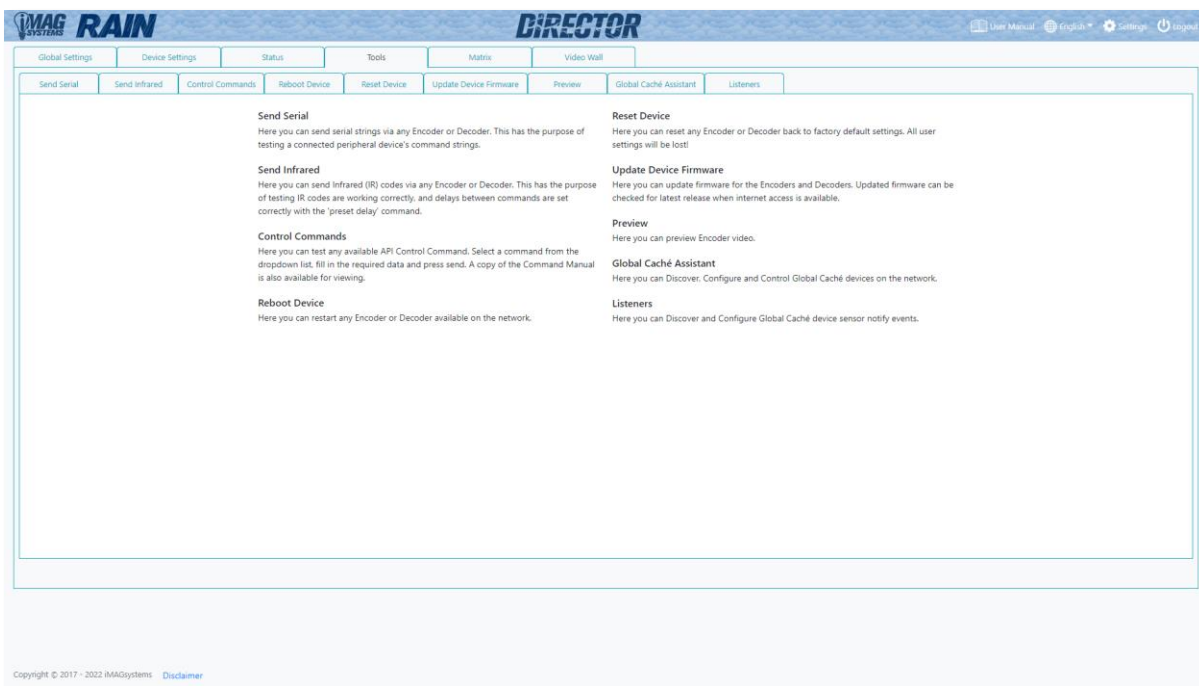 iMAG SYSTEMS RAIN
DiRECTOR
User Manual English Settings Logout
Global Settings Device Settings Status Tools Matrix Video Wall
Send Serial Send Infrared Control Commands Reboot Device Reset Device Update Device Firmware Preview Global Caché Assistant Listeners
Send Serial
Here you can send serial strings via any Encoder or Decoder. This has the purpose of
testing a connected peripheral device's command strings.
Send Infrared
Here you can send Infrared (IR) codes via any Encoder or Decoder. This has the purpose
of testing IR codes are working correctly, and delays between commands are set
correctly with the 'preset delay' command.
Control Commands
Here you can test any available API Control Command. Select a command from the
dropdown list, fill in the required data and press send. A copy of the Command Manual
is also available for viewing.
Reboot Device
Here you can restart any Encoder or Decoder available on the network.
Reset Device
Here you can reset any Encoder or Decoder back to factory default settings. All user
settings will be lost!
Update Device Firmware
Here you can update firmware for the Encoders and Decoders. Updated firmware can be
checked for latest release when internet access is available.
Preview
Here you can preview Encoder video.
Global Caché Assistant
Here you can Discover, Configure and Control Global Caché devices on the network.
Listeners
Here you can Discover and Configure Global Caché device sensor notify events.
Copyright © 2017 - 2022 iMAGsystems Disclaimer